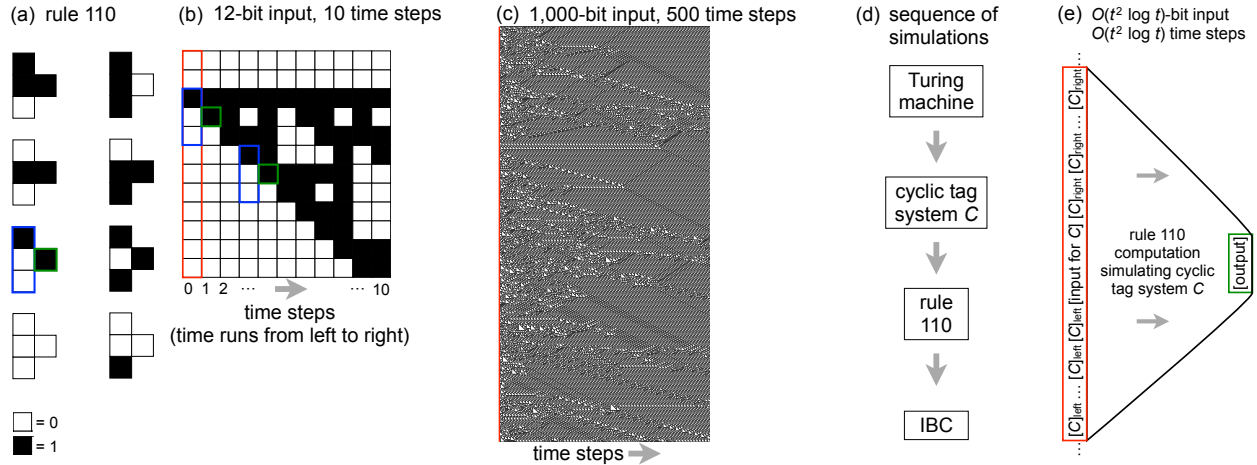 (a) rule 110
= 0
= 1
(b) 12-bit input, 10 time steps
0 1 2 ⋯ ⋯ 10
time steps
(time runs from left to right)
(c) 1,000-bit input, 500 time steps
time steps
(d) sequence of
simulations
Turing
machine
cyclic tag
system C
rule
110
IBC
(e) O(t² log t)-bit input
O(t² log t) time steps
⋯ [C]left ⋯ [C]left [C]left [input for C] [C]right [C]right ⋯ [C]right ⋯
rule 110
computation
simulating cyclic
tag system C
[output]